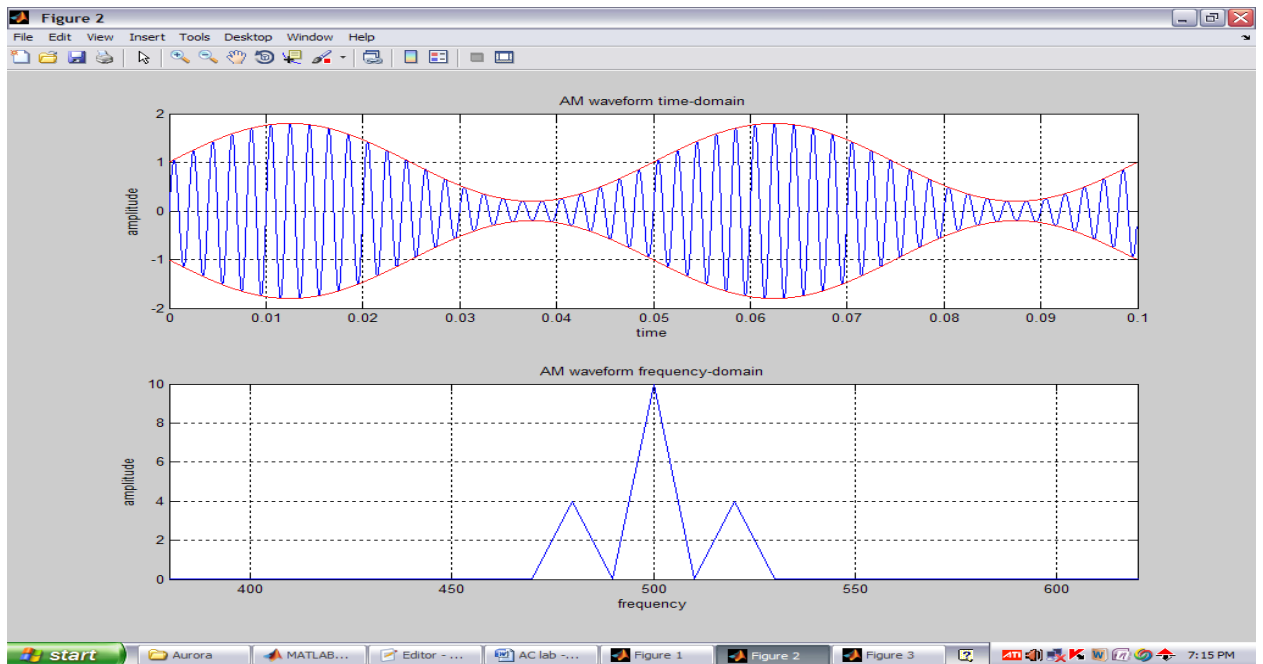 Figure 2
File Edit View Insert Tools Desktop Window Help
AM waveform time-domain
2
1
0
-1
-2
amplitude
0 0.01 0.02 0.03 0.04 0.05 0.06 0.07 0.08 0.09 0.1
time
AM waveform frequency-domain
10
8
6
4
2
0
amplitude
400 450 500 550 600
frequency
start Aurora MATLAB... Editor - ... AC lab -... Figure 1 Figure 2 Figure 3 ATI K W 7:15 PM